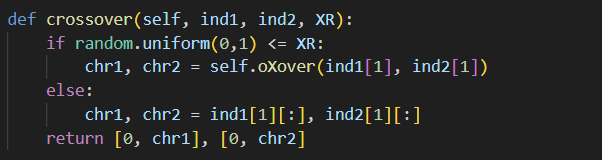 def crossover(self, ind1, ind2, XR):
    if random.uniform(0,1) <= XR:
        chr1, chr2 = self.oXover(ind1[1], ind2[1])
    else:
        chr1, chr2 = ind1[1][:], ind2[1][:]
    return [0, chr1], [0, chr2]